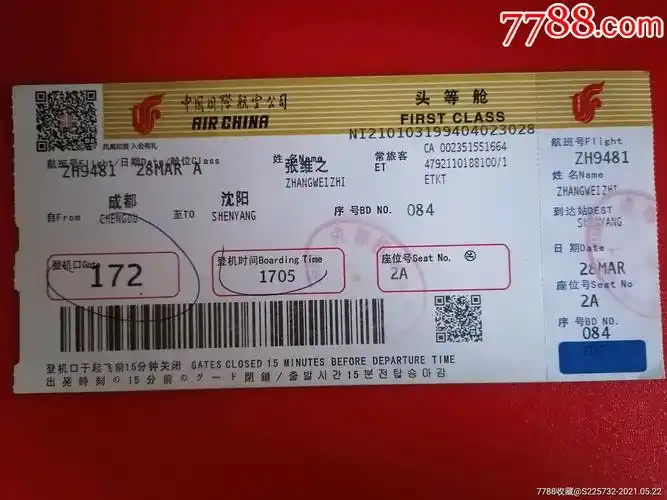 7788.com
中国国际航空公司
AIR CHINA
头等舱
FIRST CLASS
凤凰知音 入会有礼
NI210103199404023028
航班号Flight/日期Date/舱位Class
姓名Name
常旅客
CA 002351551664
航班号Flight
ZH9481 28MAR A
张维之
ET
4792110188100/1
ZH9481
ZHANGWEIZHI
ETKT
姓名Name
ZHANGWEIZHI
成都
沈阳
自From
CHENGDU
至TO
SHENYANG
序号BD NO.
084
到达站DEST
SHENYANG
日期Date
28MAR
登机口Gate
172
登机时间Boarding Time
1705
座位号Seat No.
2A
座位号Seat No
2A
序号BD NO.
084
登机口于起飞前15分钟关闭 GATES CLOSED 15 MINUTES BEFORE DEPARTURE TIME
出発時刻の15分前のゲード閉鎖/출발시간15분전탑승마감
7788收藏@S225732-2021.05.22